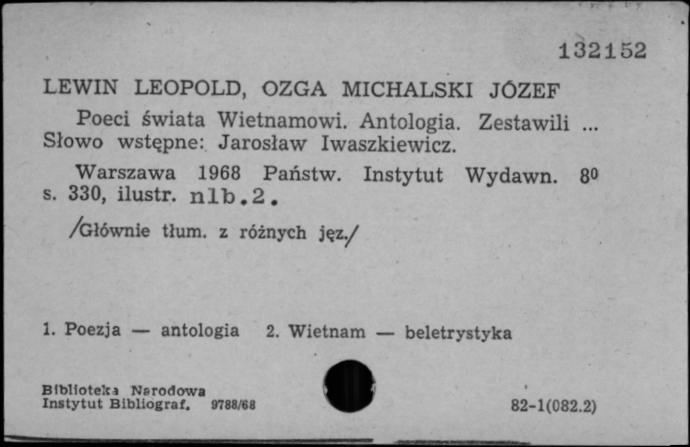 132152
LEWIN LEOPOLD, OZGA MICHALSKI JÓZEF
Poeci świata Wietnamowi. Antologia. Zestawili ...
Słowo wstępne: Jarosław Iwaszkiewicz.
Warszawa 1968 Państw. Instytut Wydawn. 8⁰
s. 330, ilustr. nlb.2.
/Głównie tłum. z różnych jęz./
1. Poezja — antologia 2. Wietnam — beletrystyka
Biblioteka Narodowa
Instytut Bibliograf. 9788/68
82-1(082.2)